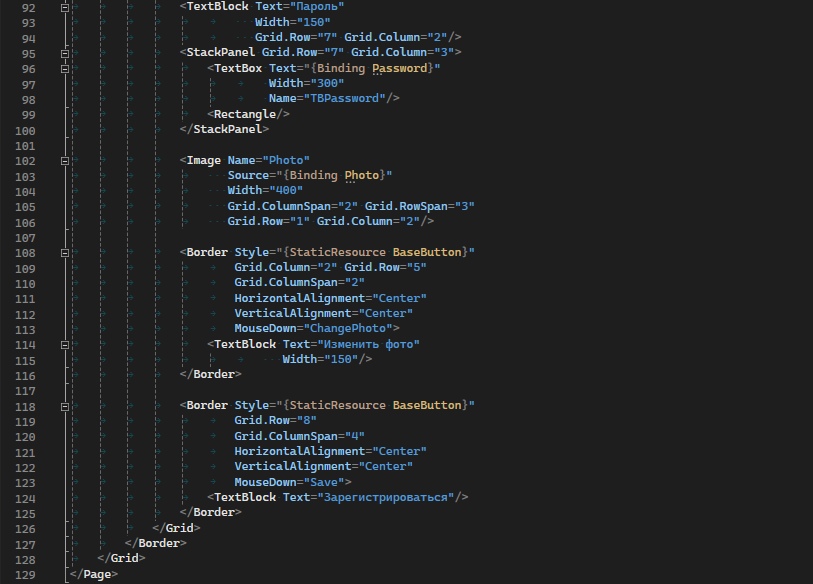 92 <TextBlock Text="Пароль"
93 Width="150"
94 Grid.Row="7" Grid.Column="2"/>
95 <StackPanel Grid.Row="7" Grid.Column="3">
96 <TextBox Text="{Binding Password}"
97 Width="300"
98 Name="TBPassword"/>
99 <Rectangle/>
100 </StackPanel>
101
102 <Image Name="Photo"
103 Source="{Binding Photo}"
104 Width="400"
105 Grid.ColumnSpan="2" Grid.RowSpan="3"
106 Grid.Row="1" Grid.Column="2"/>
107
108 <Border Style="{StaticResource BaseButton}"
109 Grid.Column="2" Grid.Row="5"
110 Grid.ColumnSpan="2"
111 HorizontalAlignment="Center"
112 VerticalAlignment="Center"
113 MouseDown="ChangePhoto">
114 <TextBlock Text="Изменить фото"
115 Width="150"/>
116 </Border>
117
118 <Border Style="{StaticResource BaseButton}"
119 Grid.Row="8"
120 Grid.ColumnSpan="4"
121 HorizontalAlignment="Center"
122 VerticalAlignment="Center"
123 MouseDown="Save">
124 <TextBlock Text="Зарегистрироваться"/>
125 </Border>
126 </Grid>
127 </Border>
128 </Grid>
129 </Page>